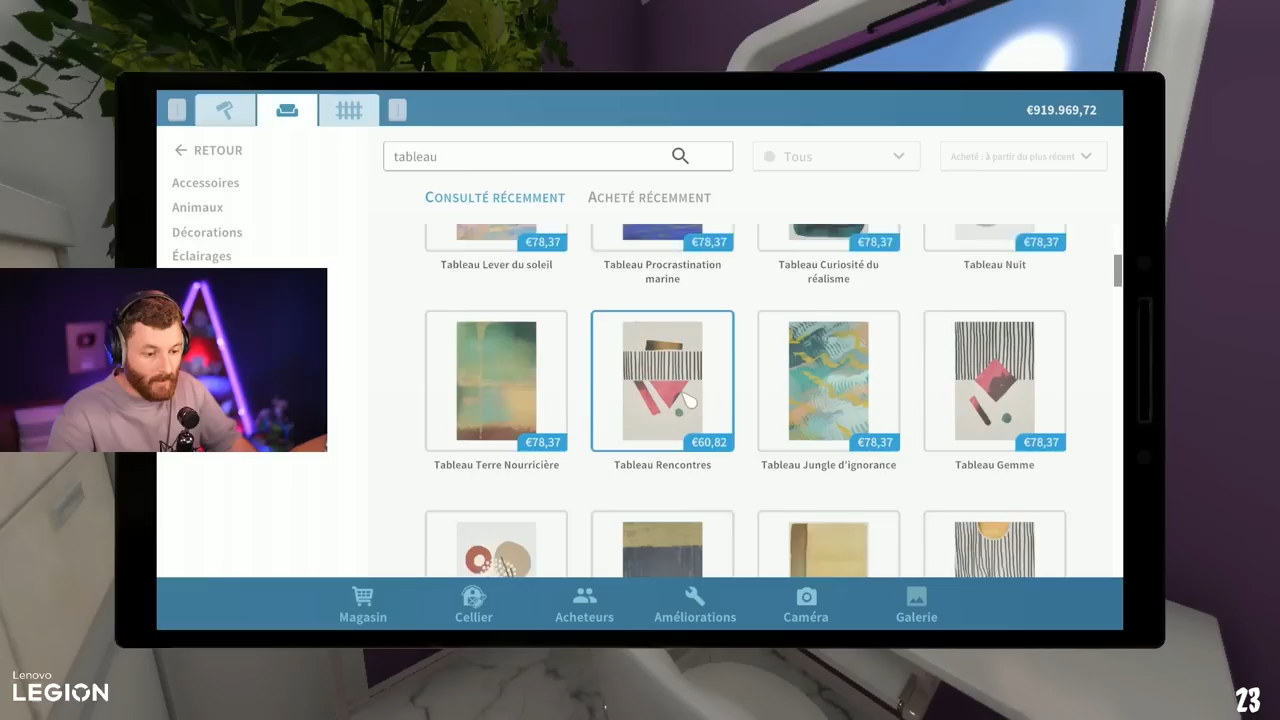 €919.969,72
RETOUR
tableau
Tous
Acheté : à partir du plus récent
Accessoires
Animaux
Décorations
Éclairages
CONSULTÉ RÉCEMMENT
ACHETÉ RÉCEMMENT
€78,37
€78,37
€78,37
€78,37
Tableau Lever du soleil
Tableau Procrastination
marine
Tableau Curiosité du
réalisme
Tableau Nuit
€78,37
€60,82
€78,37
€78,37
Tableau Terre Nourricière
Tableau Rencontres
Tableau Jungle d'ignorance
Tableau Gemme
Magasin
Cellier
Acheteurs
Améliorations
Caméra
Galerie
Lenovo
LEGION
23